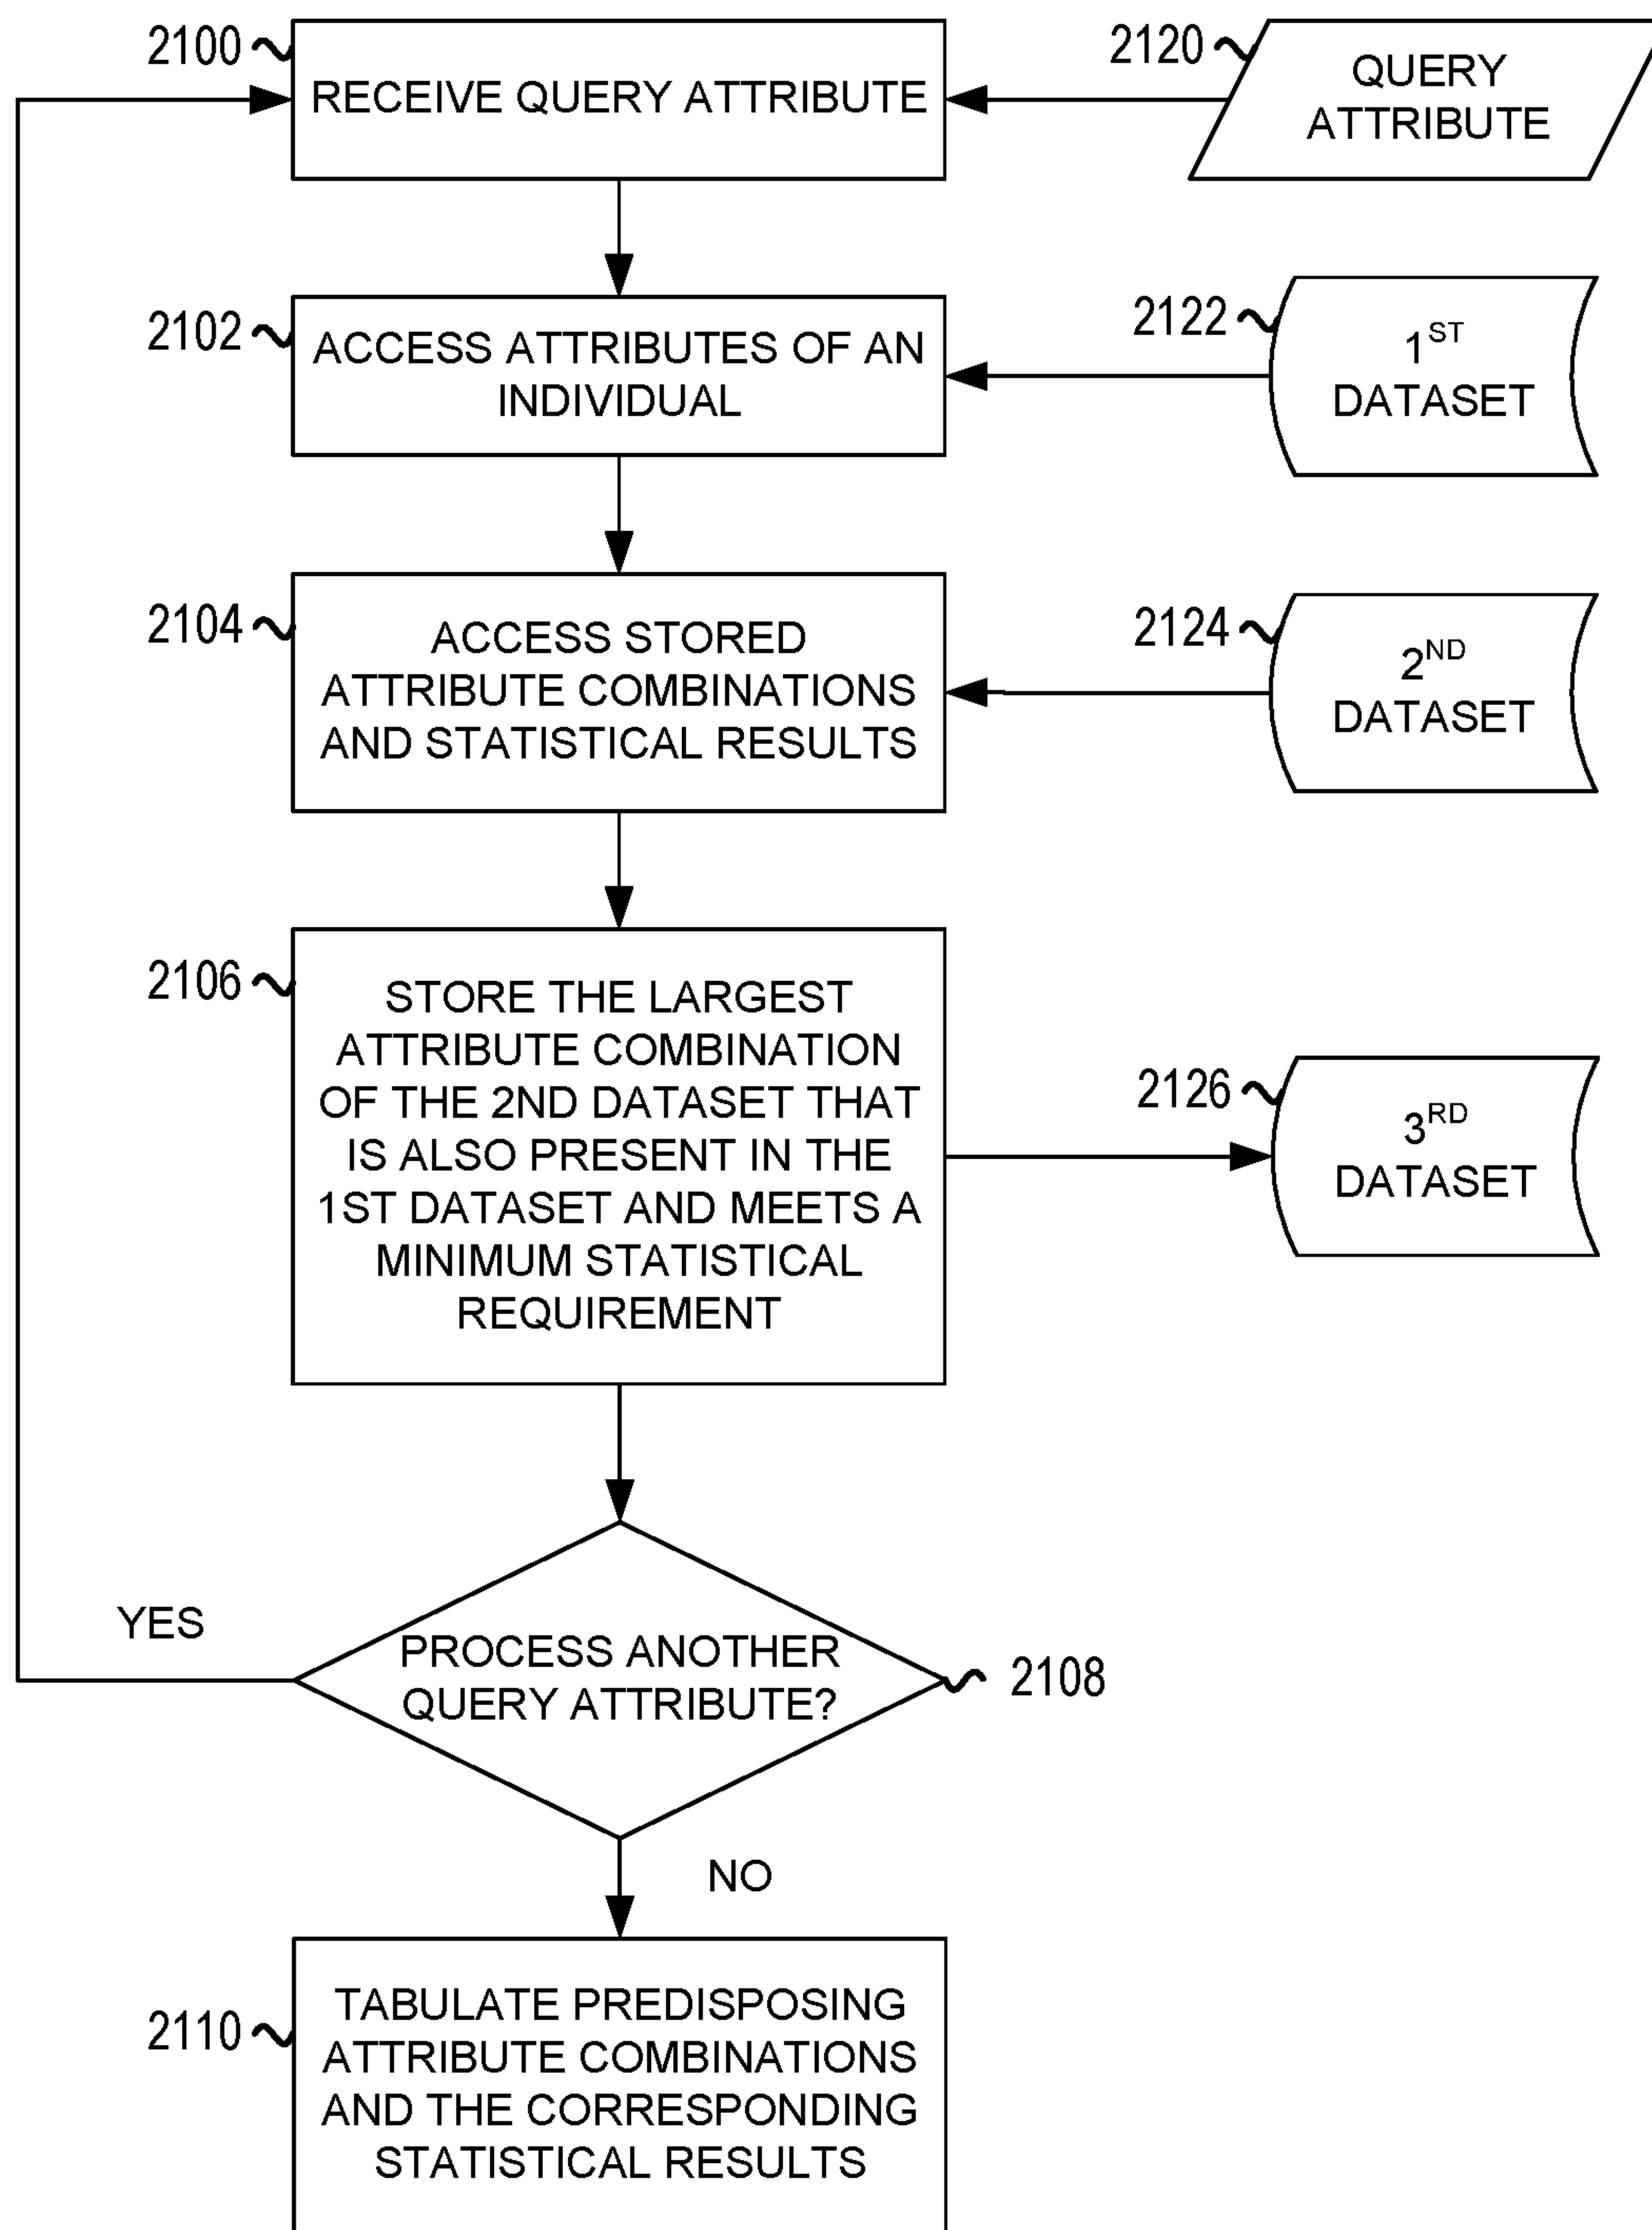 2100
RECEIVE QUERY ATTRIBUTE
2120
QUERY
ATTRIBUTE
2102
ACCESS ATTRIBUTES OF AN
INDIVIDUAL
2122
1ST
DATASET
2104
ACCESS STORED
ATTRIBUTE COMBINATIONS
AND STATISTICAL RESULTS
2124
2ND
DATASET
2106
STORE THE LARGEST
ATTRIBUTE COMBINATION
OF THE 2ND DATASET THAT
IS ALSO PRESENT IN THE
1ST DATASET AND MEETS A
MINIMUM STATISTICAL
REQUIREMENT
2126
3RD
DATASET
YES
PROCESS ANOTHER
QUERY ATTRIBUTE?
2108
NO
2110
TABULATE PREDISPOSING
ATTRIBUTE COMBINATIONS
AND THE CORRESPONDING
STATISTICAL RESULTS